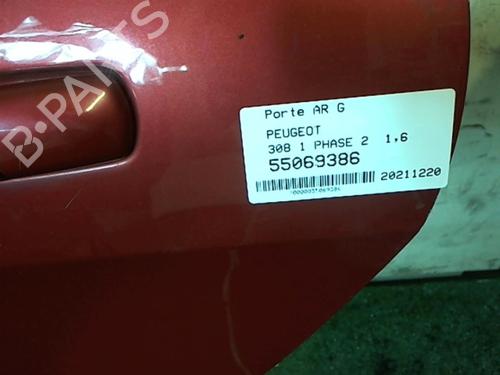 B-PARTS
Porte AR G
PEUGEOT
308 1 PHASE 2 1,6
55069386
20211220